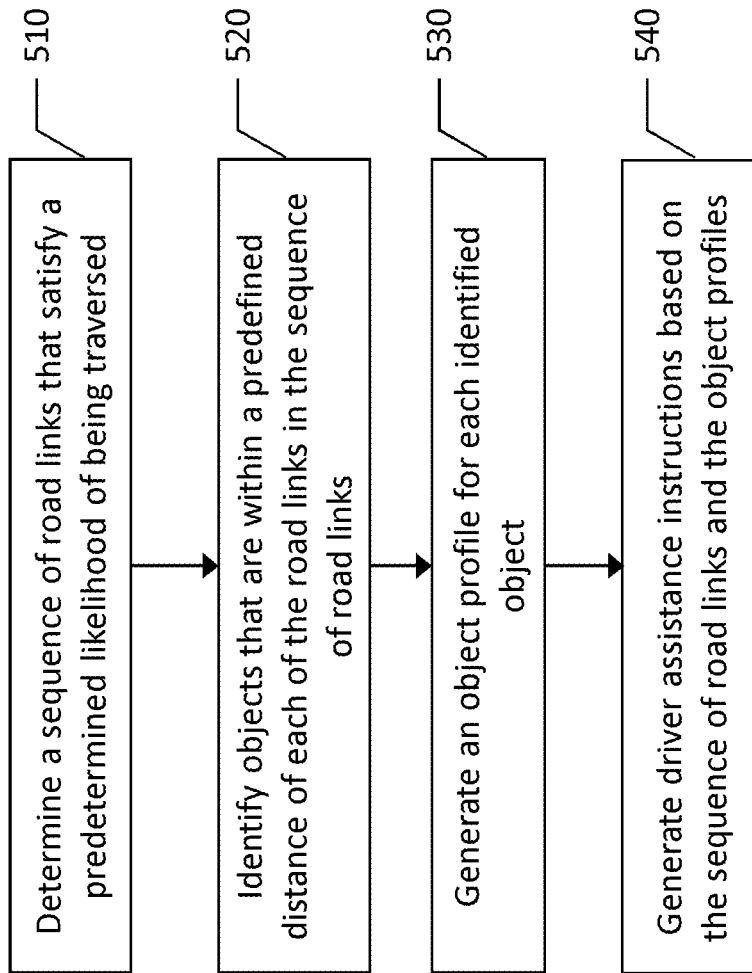 510
Determine a sequence of road links that satisfy a
predetermined likelihood of being traversed
520
Identify objects that are within a predefined
distance of each of the road links in the sequence
of road links
530
Generate an object profile for each identified
object
540
Generate driver assistance instructions based on
the sequence of road links and the object profiles